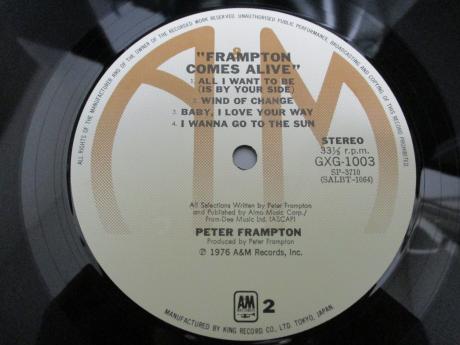 ALL RIGHTS OF THE MANUFACTURER AND OF THE OWNER OF THE RECORDED WORK RESERVED. UNAUTHORISED PUBLIC PERFORMANCE, BROADCASTING AND COPYING OF THIS RECORD PROHIBITED
"FRAMPTON
COMES ALIVE"
1. ALL I WANT TO BE
(IS BY YOUR SIDE)
2. WIND OF CHANGE
3. BABY, I LOVE YOUR WAY
4. I WANNA GO TO THE SUN
STEREO
33⅓ r.p.m.
GXG-1003
SP-3710
(SALBT-1064)
All Selections Written by Peter Frampton
and Published by Almo Music Corp./
Fram-Dee Music Ltd. (ASCAP)
PETER FRAMPTON
Produced by Peter Frampton
℗ 1976 A&M Records, Inc.
A&M
RECORDS
2
MANUFACTURED BY KING RECORD CO., LTD. TOKYO, JAPAN.